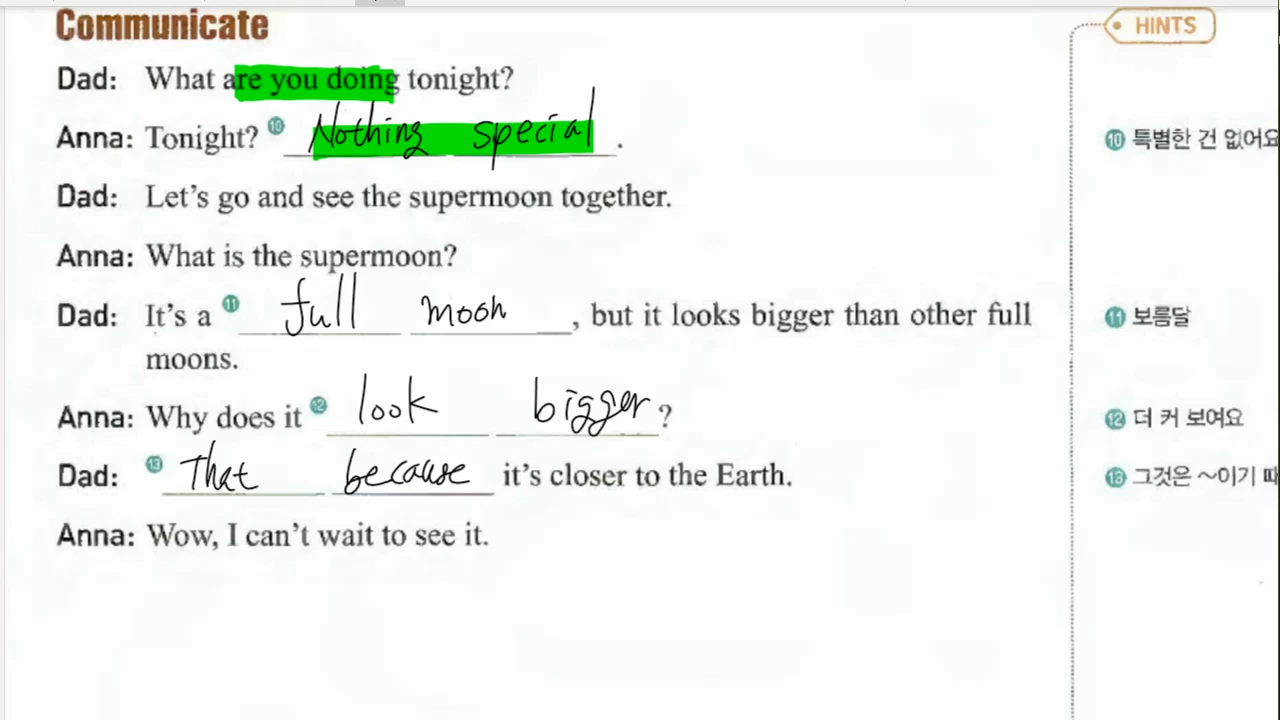 Communicate
HINTS
Dad: What are you doing tonight?
Anna: Tonight? ⑩ Nothing special .
⑩ 특별한 건 없어요
Dad: Let's go and see the supermoon together.
Anna: What is the supermoon?
Dad: It's a ⑪ full moon , but it looks bigger than other full
⑪ 보름달
moons.
Anna: Why does it ⑫ look bigger ?
⑫ 더 커 보여요
Dad: ⑬ That because it's closer to the Earth.
⑬ 그것은 ~이기 때
Anna: Wow, I can't wait to see it.